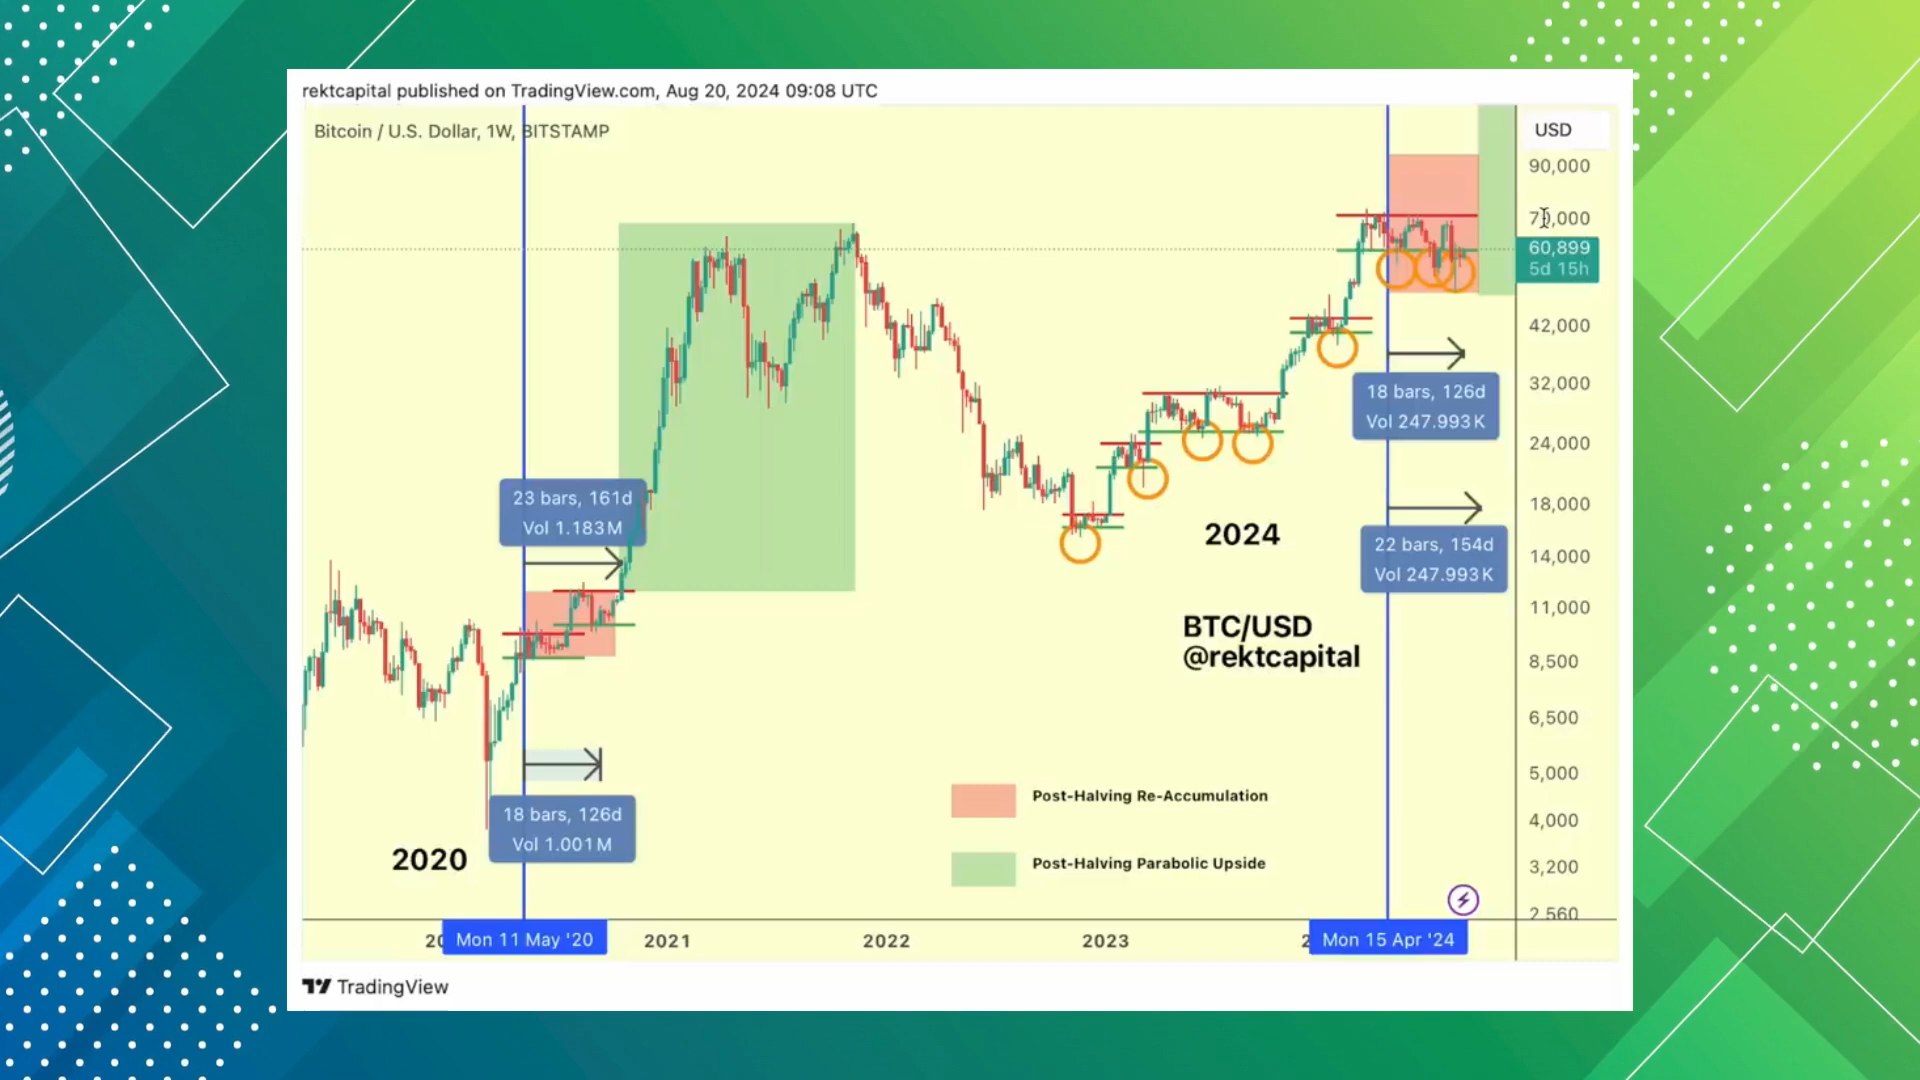 rektcapital published on TradingView.com, Aug 20, 2024 09:08 UTC
Bitcoin / U.S. Dollar, 1W, BITSTAMP
USD
90,000
60,899
5d 15h
42,000
32,000
24,000
18,000
14,000
11,000
8,500
6,500
5,000
4,000
3,200
2,560
18 bars, 126d
Vol 247.993K
22 bars, 154d
Vol 247.993K
23 bars, 161d
Vol 1.183M
18 bars, 126d
Vol 1.001M
2024
BTC/USD
@rektcapital
2020
Post-Halving Re-Accumulation
Post-Halving Parabolic Upside
Mon 11 May '20
2021
2022
2023
Mon 15 Apr '24
TradingView